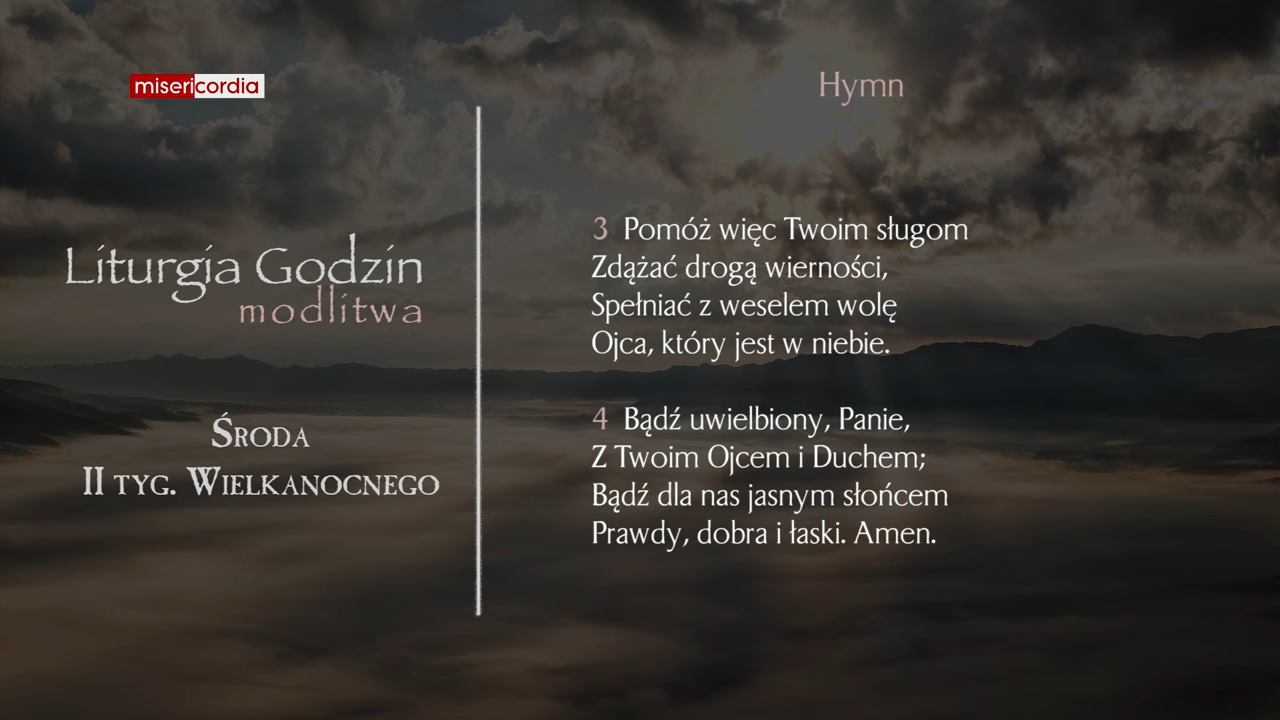 misericordia
Liturgia Godzin
modlitwa
Środa
II tyg. Wielkanocnego
Hymn
3 Pomóż więc Twoim sługom
Zdążać drogą wierności,
Spełniać z weselem wolę
Ojca, który jest w niebie.
4 Bądź uwielbiony, Panie,
Z Twoim Ojcem i Duchem;
Bądź dla nas jasnym słońcem
Prawdy, dobra i łaski. Amen.